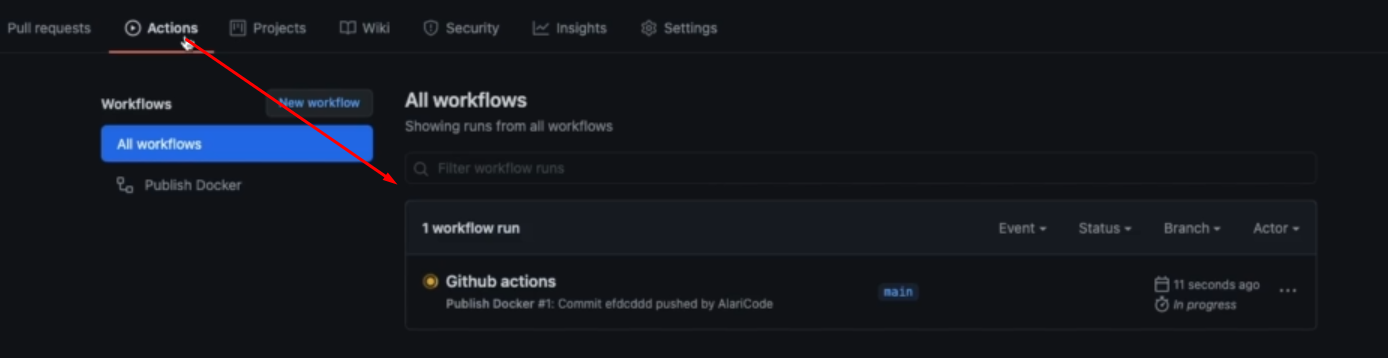 Pull requests Actions Projects Wiki Security Insights Settings
Workflows New workflow
All workflows
Publish Docker
All workflows
Showing runs from all workflows
Filter workflow runs
1 workflow run Event Status Branch Actor
Github actions
Publish Docker #1: Commit efdcddd pushed by AlariCode
main
11 seconds ago
In progress